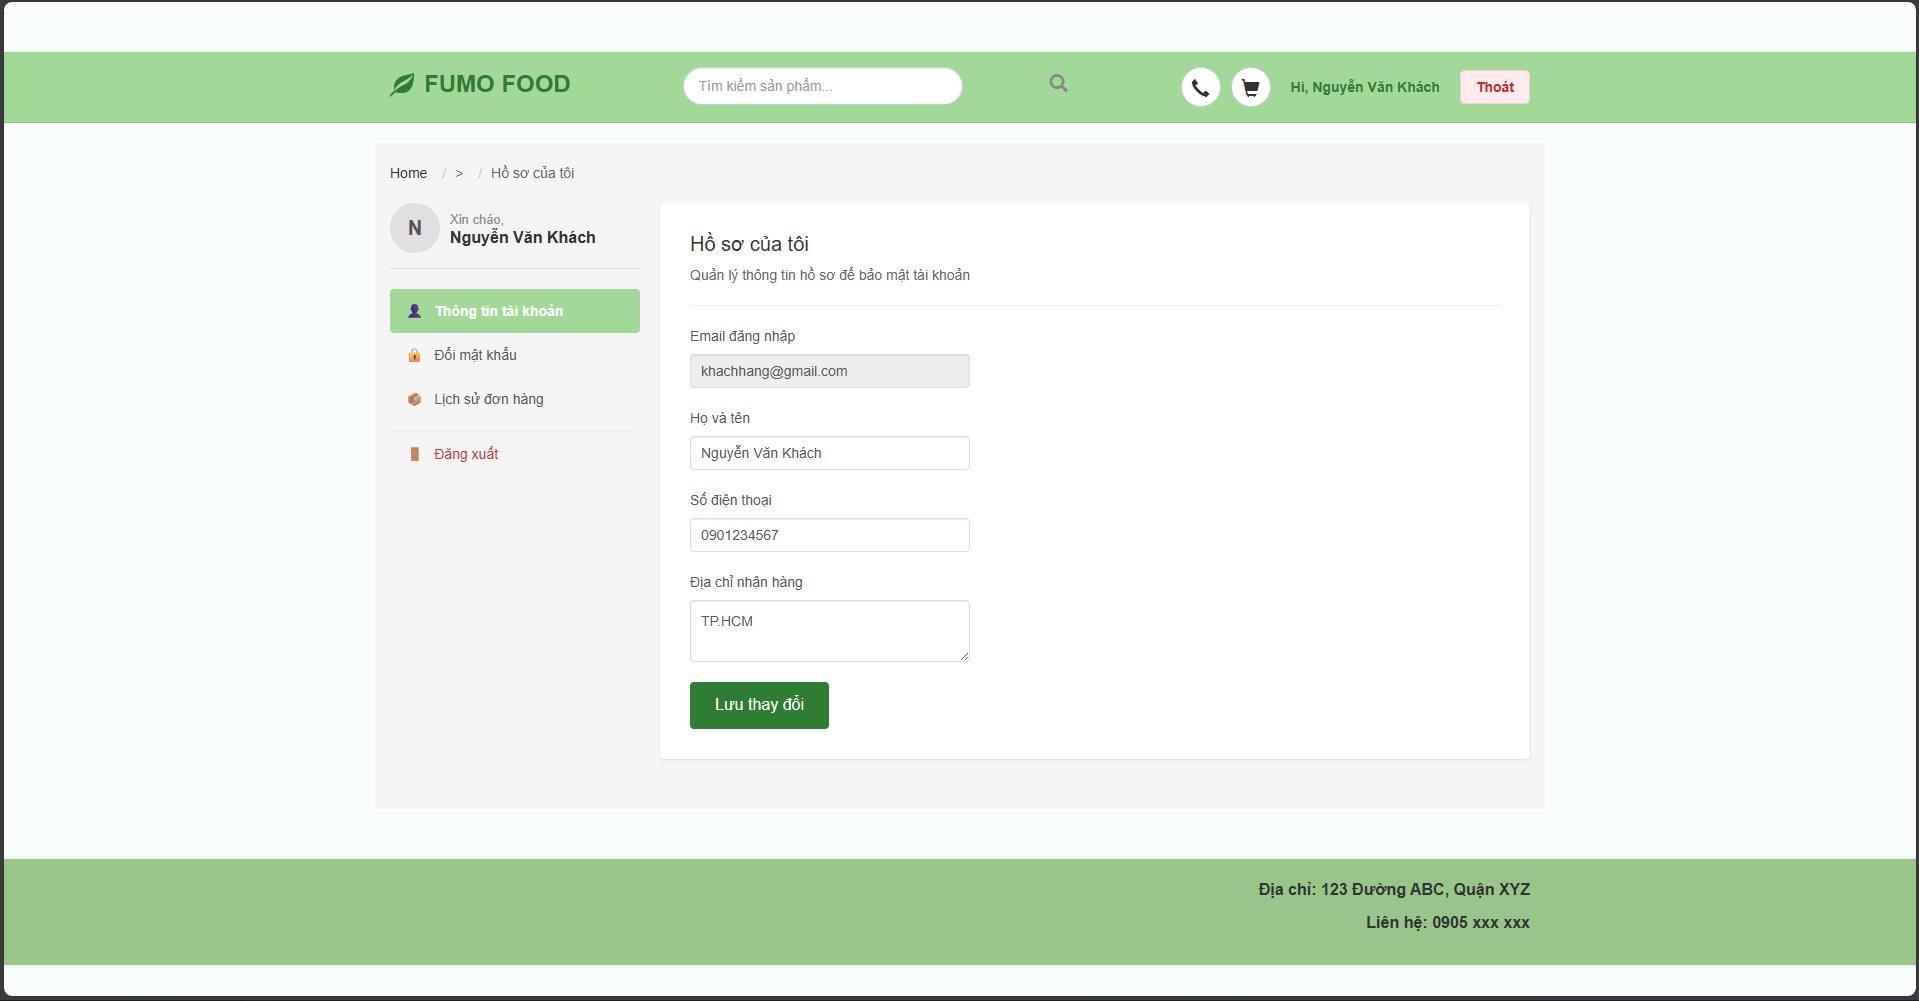 FUMO FOOD
Tìm kiếm sản phẩm...
Hi, Nguyễn Văn Khách
Thoát
Home / > / Hồ sơ của tôi
N
Xin chào,
Nguyễn Văn Khách
Thông tin tài khoản
Đổi mật khẩu
Lịch sử đơn hàng
Đăng xuất
Hồ sơ của tôi
Quản lý thông tin hồ sơ để bảo mật tài khoản
Email đăng nhập
khachhang@gmail.com
Họ và tên
Nguyễn Văn Khách
Số điện thoại
0901234567
Địa chỉ nhận hàng
TP.HCM
Lưu thay đổi
Địa chỉ: 123 Đường ABC, Quận XYZ
Liên hệ: 0905 xxx xxx